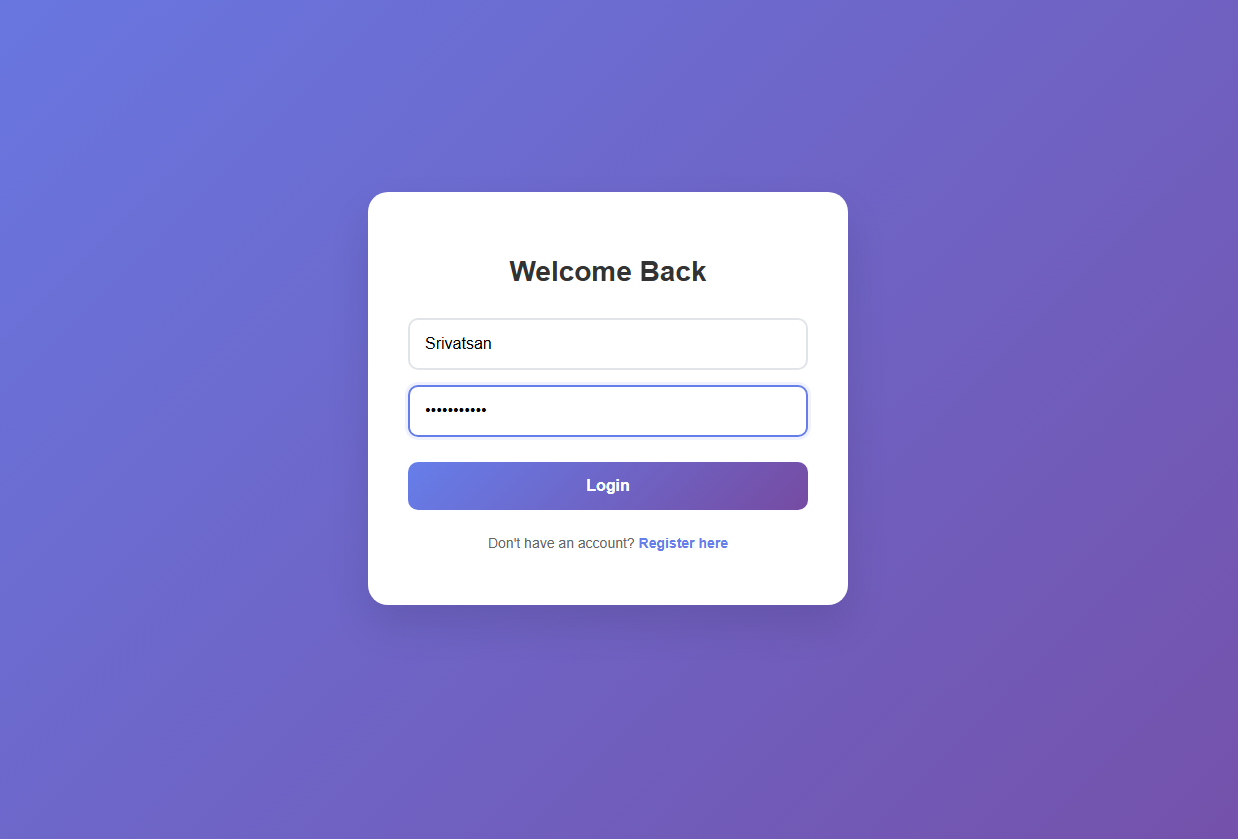 Welcome Back
Srivatsan
•••••••••••
Login
Don't have an account? Register here